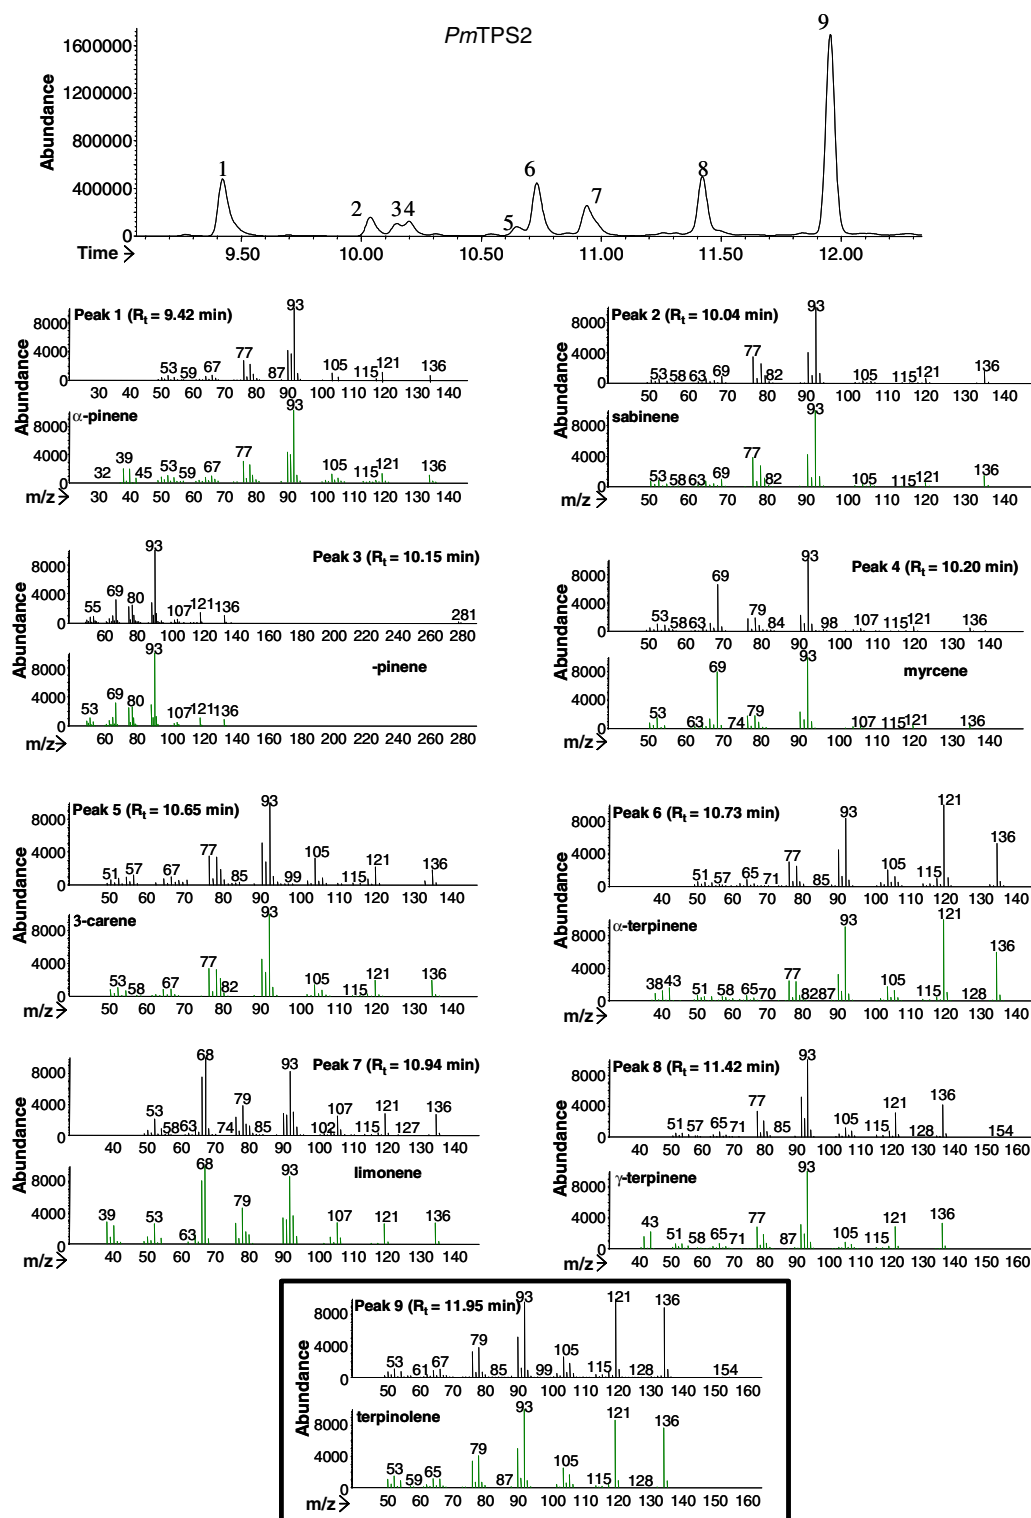 PmTPS2
Abundance
1600000
1200000
800000
400000
0
1 2 3 4 5 6 7 8 9
Time
9.50 10.00 10.50 11.00 11.50 12.00
Peak 1 (Rt = 9.42 min)
Abundance
8000
4000
0
53 59 67 77 87 93 105 115 121 136
30 40 50 60 70 80 90 100 110 120 130 140
α-pinene
8000
4000
0
32 39 45 53 59 67 77 93 105 115 121 136
m/z
30 40 50 60 70 80 90 100 110 120 130 140
Peak 2 (Rt = 10.04 min)
Abundance
8000
4000
0
53 58 63 69 77 82 93 105 115 121 136
50 60 70 80 90 100 110 120 130 140
sabinene
8000
4000
0
53 58 63 69 77 82 93 105 115 121 136
m/z
50 60 70 80 90 100 110 120 130 140
Peak 3 (Rt = 10.15 min)
Abundance
8000
4000
0
55 69 80 93 107 121 136 281
60 80 100 120 140 160 180 200 220 240 260 280
-pinene
8000
4000
0
53 69 80 93 107 121 136
m/z
60 80 100 120 140 160 180 200 220 240 260 280
Peak 4 (Rt = 10.20 min)
Abundance
8000
4000
0
53 58 63 69 79 84 93 98 107 115 121 136
50 60 70 80 90 100 110 120 130 140
myrcene
8000
4000
0
53 63 69 74 79 93 107 115 121 136
m/z
50 60 70 80 90 100 110 120 130 140
Peak 5 (Rt = 10.65 min)
Abundance
8000
4000
0
51 57 67 77 85 93 99 105 115 121 136
40 50 60 70 80 90 100 110 120 130 140
3-carene
8000
4000
0
53 58 67 77 82 93 105 115 121 136
m/z
40 50 60 70 80 90 100 110 120 130 140
Peak 6 (Rt = 10.73 min)
Abundance
8000
4000
0
51 57 65 71 77 85 93 105 115 121 136
40 50 60 70 80 90 100 110 120 130 140
α-terpinene
8000
4000
0
38 43 51 58 65 70 77 82 87 93 105 115 121 128 136
m/z
40 50 60 70 80 90 100 110 120 130 140
Peak 7 (Rt = 10.94 min)
Abundance
8000
4000
0
53 58 63 68 74 79 85 93 102 107 115 121 127 136
40 50 60 70 80 90 100 110 120 130 140
limonene
8000
4000
0
39 53 63 68 79 93 107 121 136
m/z
40 50 60 70 80 90 100 110 120 130 140
Peak 8 (Rt = 11.42 min)
Abundance
8000
4000
0
51 57 65 71 77 85 93 105 115 121 128 136 154
40 50 60 70 80 90 100 110 120 130 140 150 160
γ-terpinene
8000
4000
0
43 51 58 65 71 77 87 93 105 115 121 136
m/z
40 50 60 70 80 90 100 110 120 130 140 150 160
Peak 9 (Rt = 11.95 min)
Abundance
8000
4000
0
53 61 67 79 85 93 99 105 115 121 128 136 154
50 60 70 80 90 100 110 120 130 140 150 160
terpinolene
8000
4000
0
53 59 65 79 87 93 105 115 121 128 136
m/z
50 60 70 80 90 100 110 120 130 140 150 160